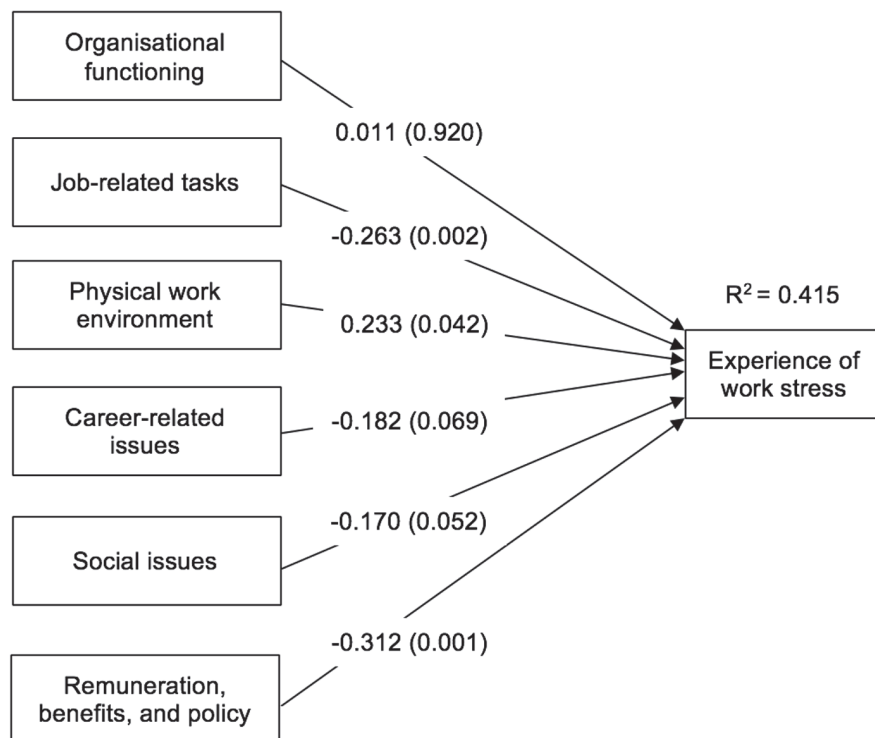 Organisational
functioning
0.011 (0.920)
Job-related tasks
-0.263 (0.002)
Physical work
environment
0.233 (0.042)
R² = 0.415
Experience of
work stress
Career-related
issues
-0.182 (0.069)
Social issues
-0.170 (0.052)
-0.312 (0.001)
Remuneration,
benefits, and policy